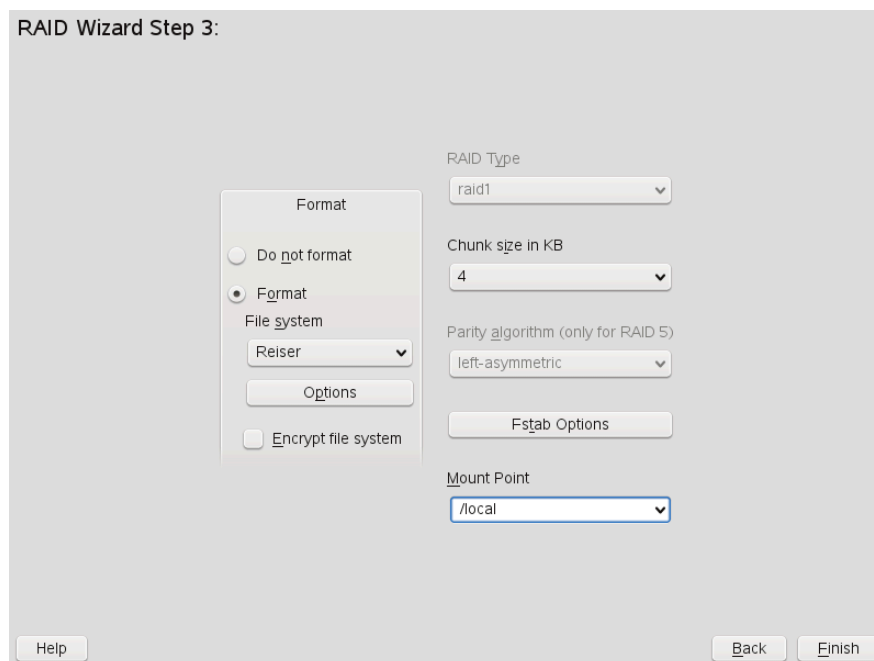 RAID Wizard Step 3:
Format
Do not format
Format
File system
Reiser
Options
Encrypt file system
RAID Type
raid1
Chunk size in KB
4
Parity algorithm (only for RAID 5)
left-asymmetric
Fstab Options
Mount Point
/local
Help
Back
Finish